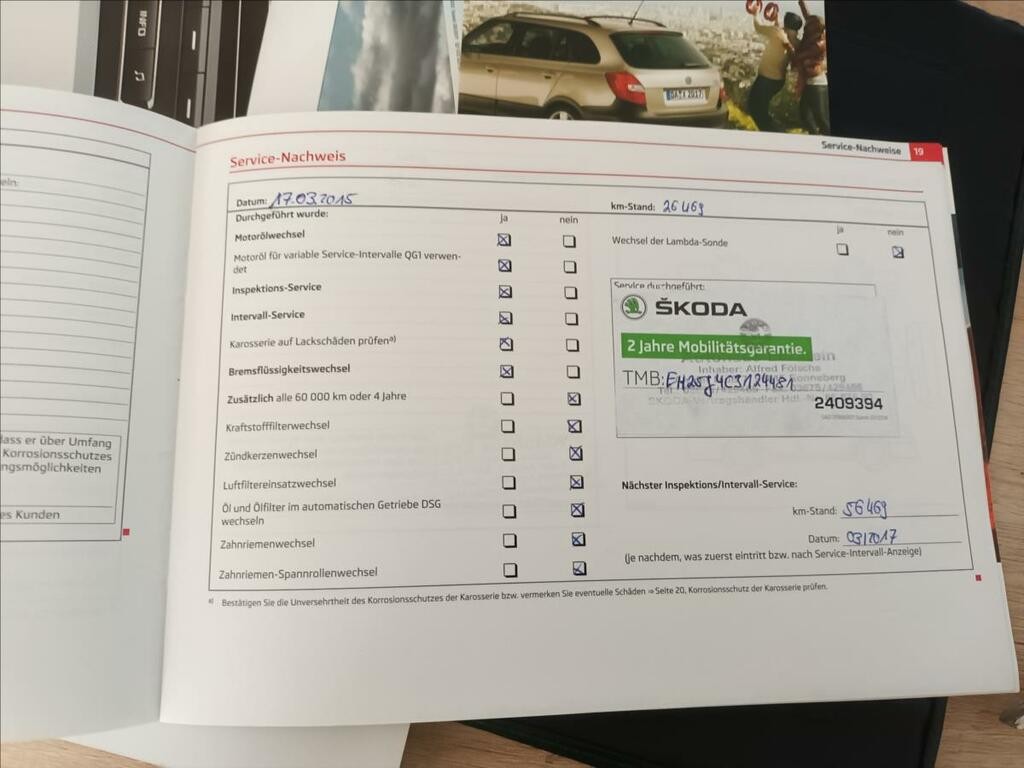 INFO
Service-Nachweise 19
Service-Nachweis
Datum: 17.03.2015
km-Stand: 26469
Durchgeführt wurde: ja nein
Motorölwechsel
Motoröl für variable Service-Intervalle QG1 verwen-
det
Inspektions-Service
Intervall-Service
Karosserie auf Lackschäden prüfen a)
Bremsflüssigkeitswechsel
Zusätzlich alle 60 000 km oder 4 Jahre
Kraftstofffilterwechsel
Zündkerzenwechsel
Luftfiltereinsatzwechsel
Öl und Ölfilter im automatischen Getriebe DSG
wechseln
Zahnriemenwechsel
Zahnriemen-Spannrollenwechsel
ja nein
Wechsel der Lambda-Sonde
Service durchgeführt:
ŠKODA
2 Jahre Mobilitätsgarantie.
Inhaber: Alfred Fölsche
TMB: EH25J4C3124481
2409394
Nächster Inspektions/Intervall-Service:
km-Stand: 56469
Datum: 03/2017
(je nachdem, was zuerst eintritt bzw. nach Service-Intervall-Anzeige)
a) Bestätigen Sie die Unversehrtheit des Korrosionsschutzes der Karosserie bzw. vermerken Sie eventuelle Schäden ⇒ Seite 20, Korrosionsschutz der Karosserie prüfen.
eln:
dass er über Umfang
Korrosionsschutzes
ngsmöglichkeiten
es Kunden